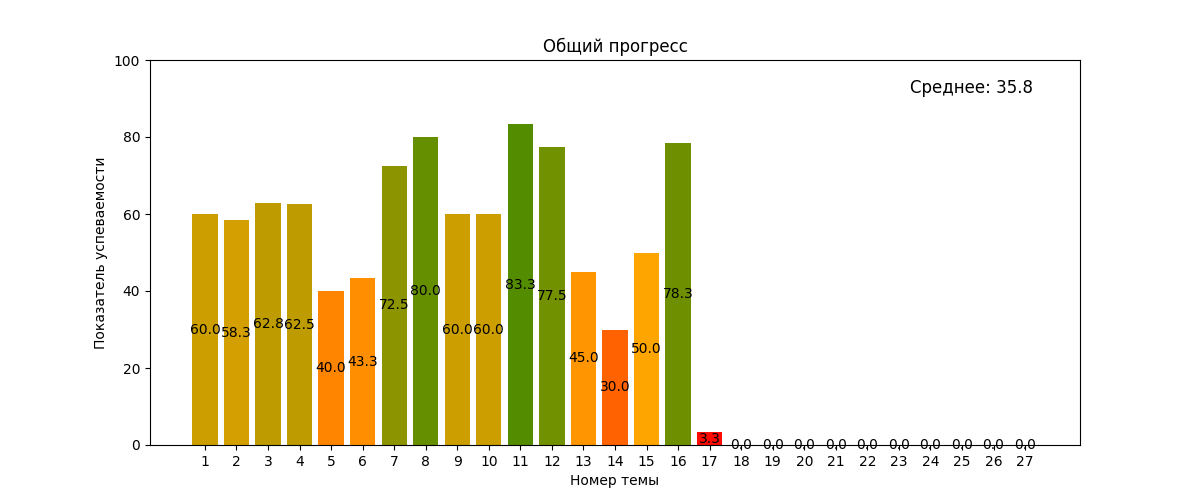 Общий прогресс
Среднее: 35.8
Показатель успеваемости
100
80
60
40
20
0
60.0 58.3 62.8 62.5 40.0 43.3 72.5 80.0 60.0 60.0 83.3 77.5 45.0 30.0 50.0 78.3 3.3 0.0 0.0 0.0 0.0 0.0 0.0 0.0 0.0 0.0 0.0
1 2 3 4 5 6 7 8 9 10 11 12 13 14 15 16 17 18 19 20 21 22 23 24 25 26 27
Номер темы